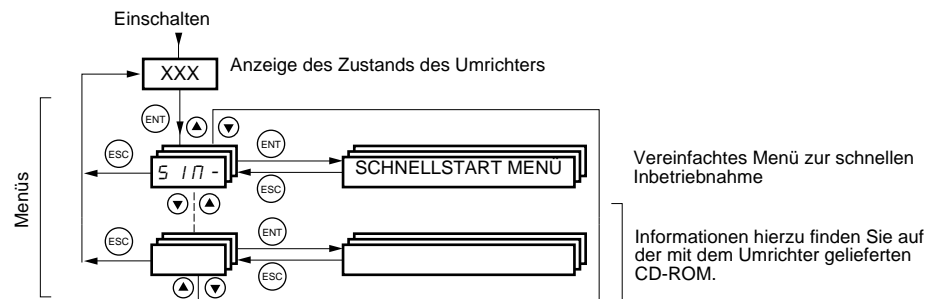 Einschalten
XXX
Anzeige des Zustands des Umrichters
ENT
ESC
ENT
SIM-
SCHNELLSTART MENÜ
ESC
Vereinfachtes Menü zur schnellen
Inbetriebnahme
Menüs
ESC
ENT
ESC
Informationen hierzu finden Sie auf
der mit dem Umrichter gelieferten
CD-ROM.